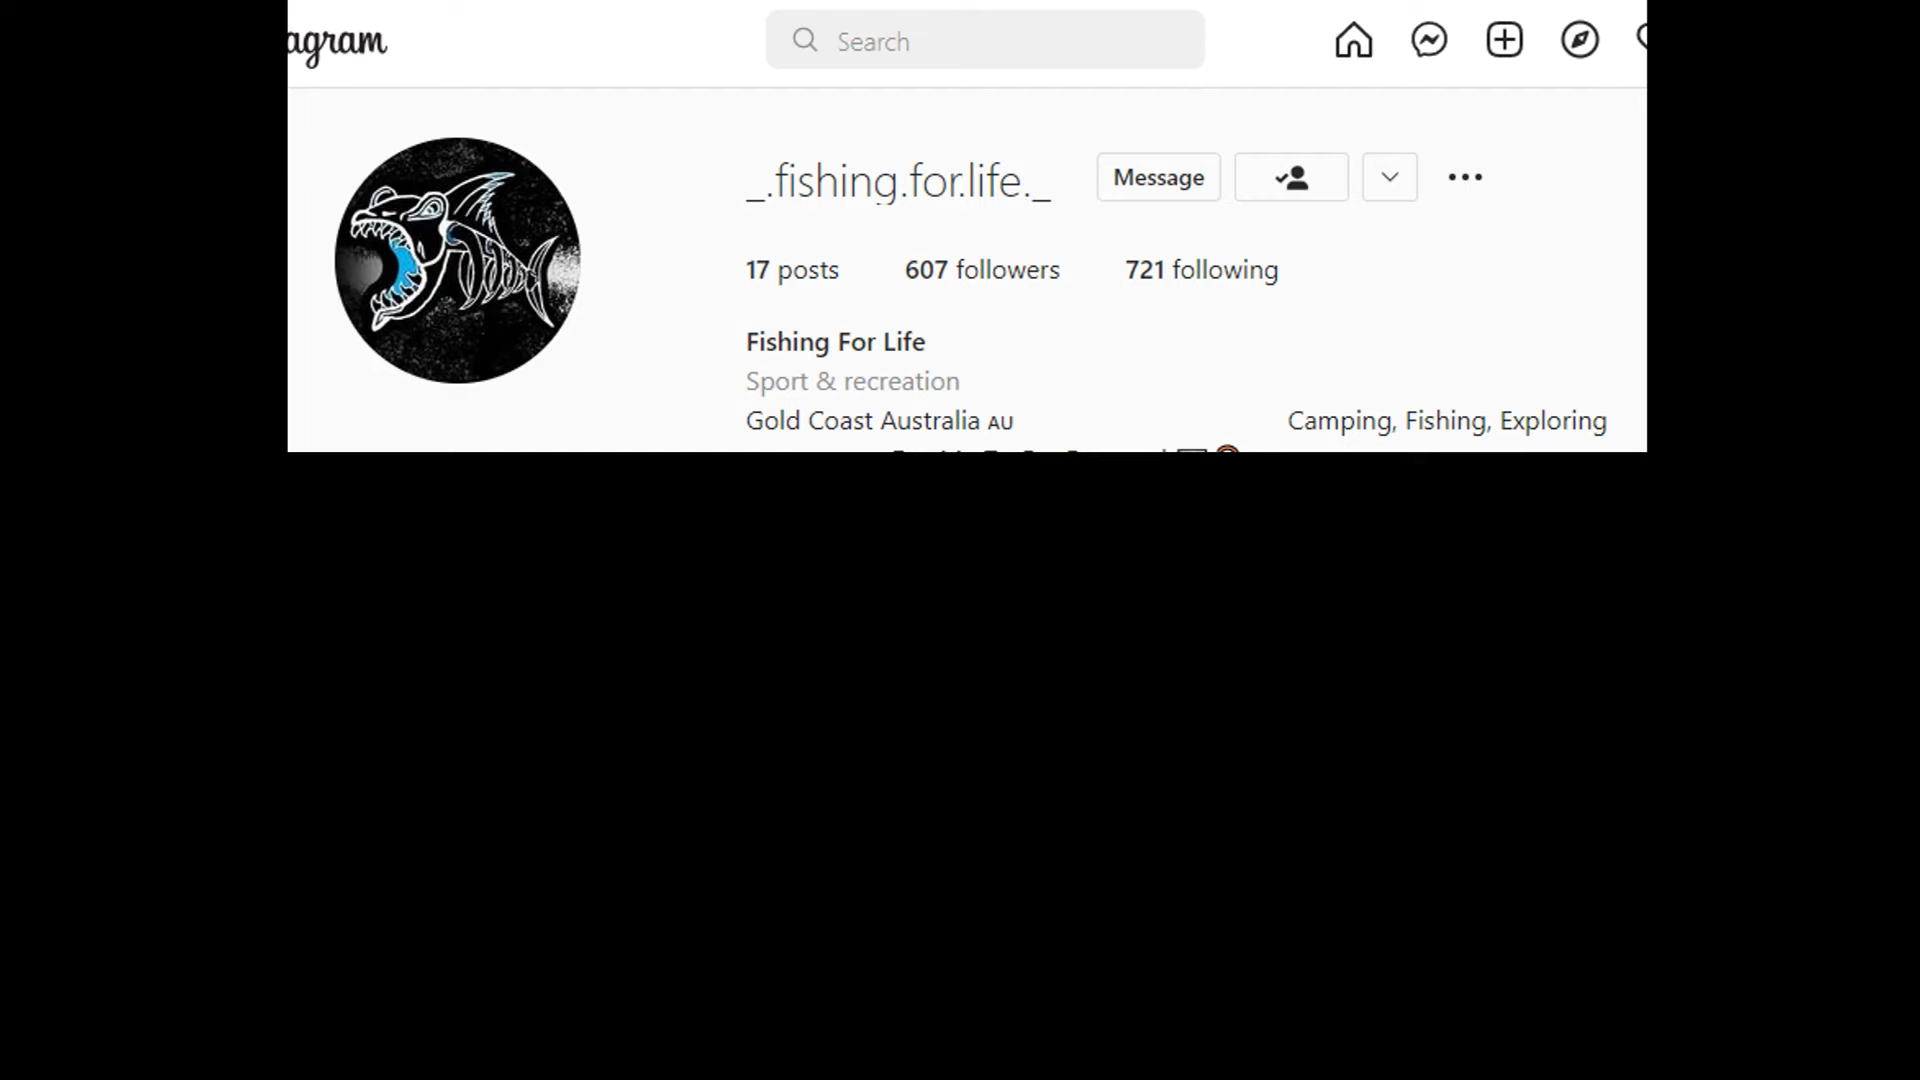 agram
Search
_.fishing.for.life._
Message
17 posts 607 followers 721 following
Fishing For Life
Sport & recreation
Gold Coast Australia AU Camping, Fishing, Exploring